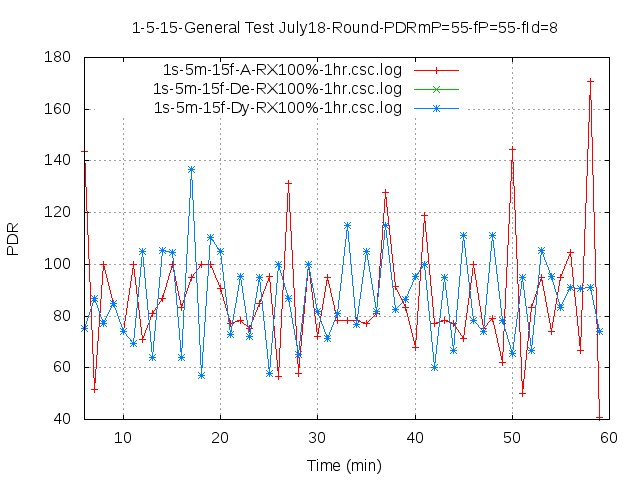 1-5-15-General Test July18-Round-PDRmP=55-fP=55-fId=8
180
160
140
120
100
80
60
40
PDR
1s-5m-15f-A-RX100%-1hr.csc.log
1s-5m-15f-De-RX100%-1hr.csc.log
1s-5m-15f-Dy-RX100%-1hr.csc.log
10 20 30 40 50 60
Time (min)